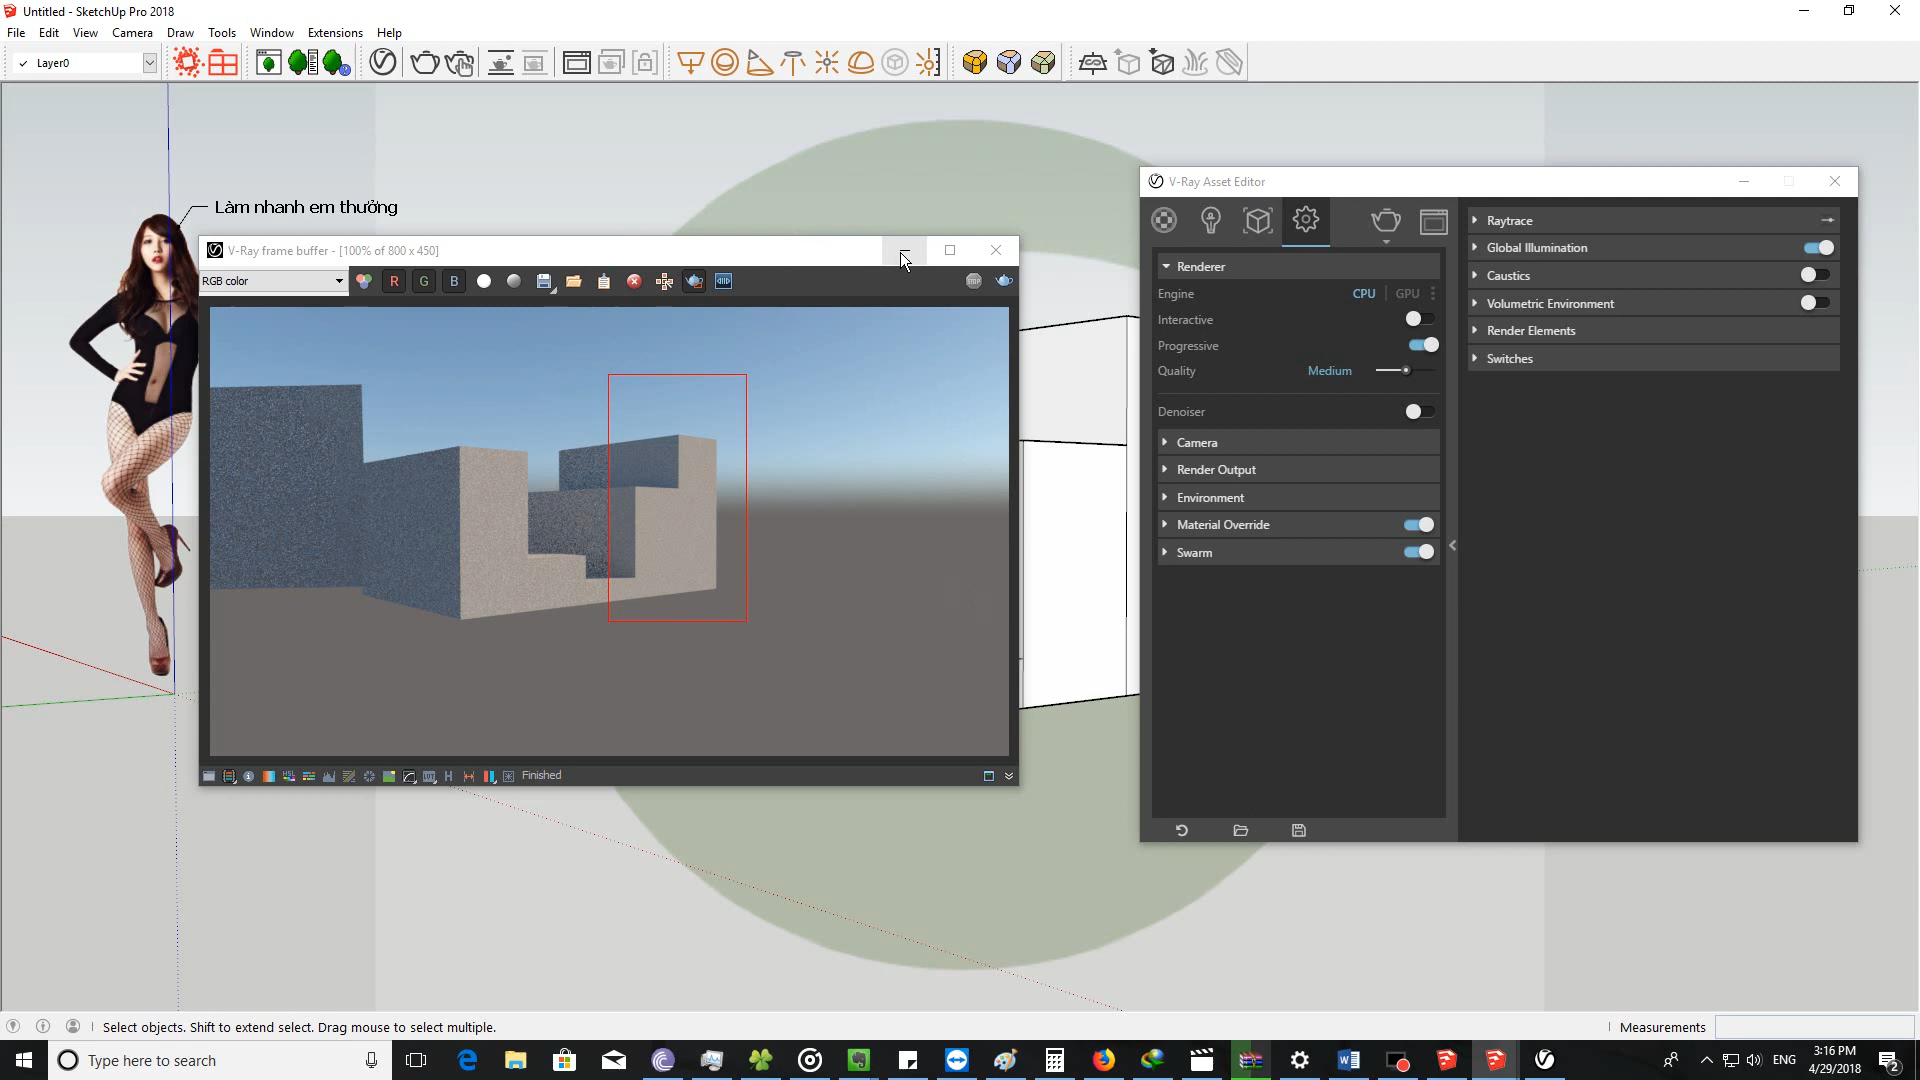 Untitled - SketchUp Pro 2018
File Edit View Camera Draw Tools Window Extensions Help
Layer0
Làm nhanh em thưởng
V-Ray frame buffer - [100% of 800 x 450]
RGB color
R G B
STOP
HSL
H
Finished
V-Ray Asset Editor
Renderer
Engine CPU GPU
Interactive
Progressive
Quality Medium
Denoiser
Camera
Render Output
Environment
Material Override
Swarm
Raytrace
Global Illumination
Caustics
Volumetric Environment
Render Elements
Switches
Select objects. Shift to extend select. Drag mouse to select multiple.
Measurements
Type here to search
ENG
3:16 PM
4/29/2018
2